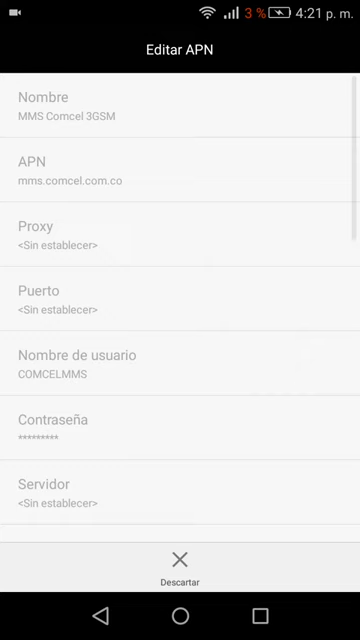 3 % 4:21 p. m.
Editar APN
Nombre
MMS Comcel 3GSM
APN
mms.comcel.com.co
Proxy
<Sin establecer>
Puerto
<Sin establecer>
Nombre de usuario
COMCELMMS
Contraseña
*********
Servidor
<Sin establecer>
Descartar